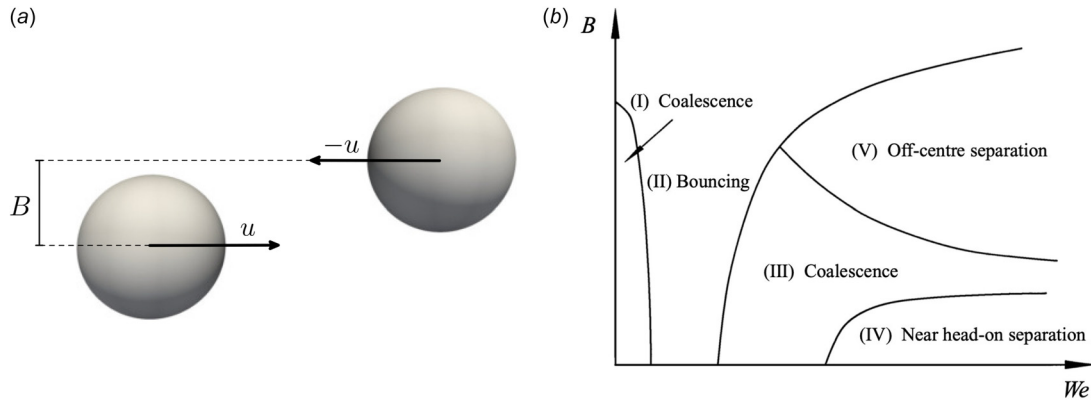 (a)
−u
B
u
(b)
B
(I) Coalescence
(II) Bouncing
(V) Off-centre separation
(III) Coalescence
(IV) Near head-on separation
We